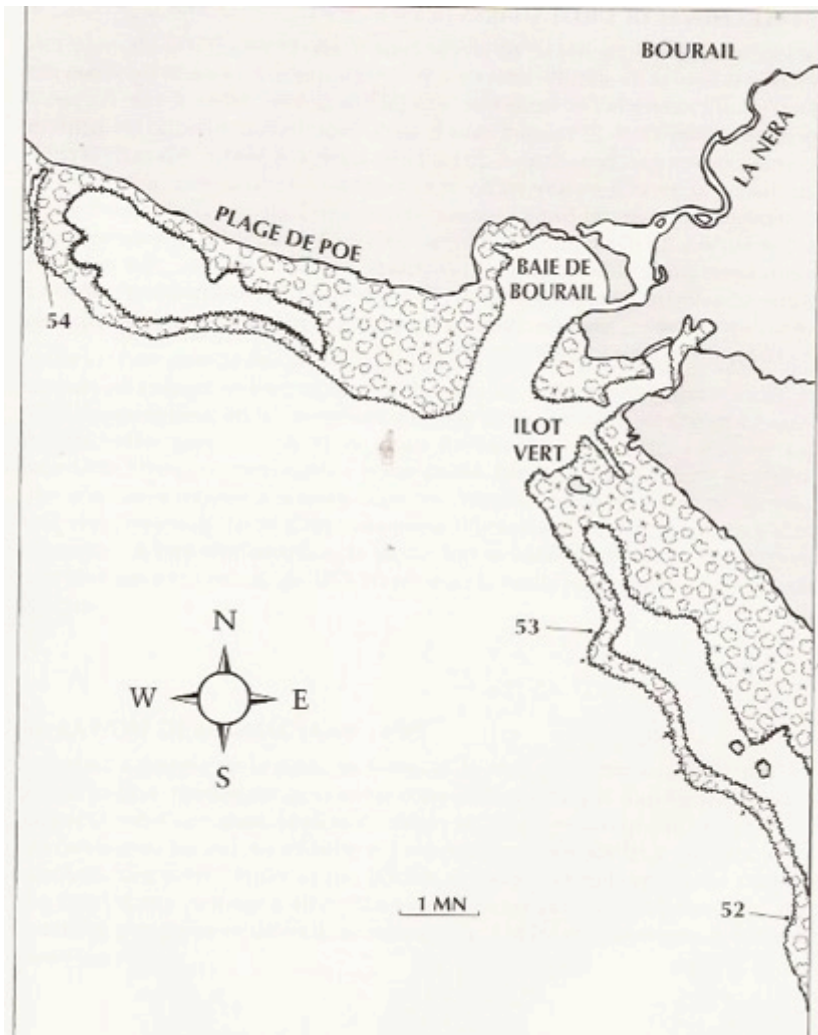 BOURAIL
LA NERA
PLAGE DE POE
BAIE DE
BOURAIL
54
ILOT
VERT
53
N
W E
S
1 MN
52